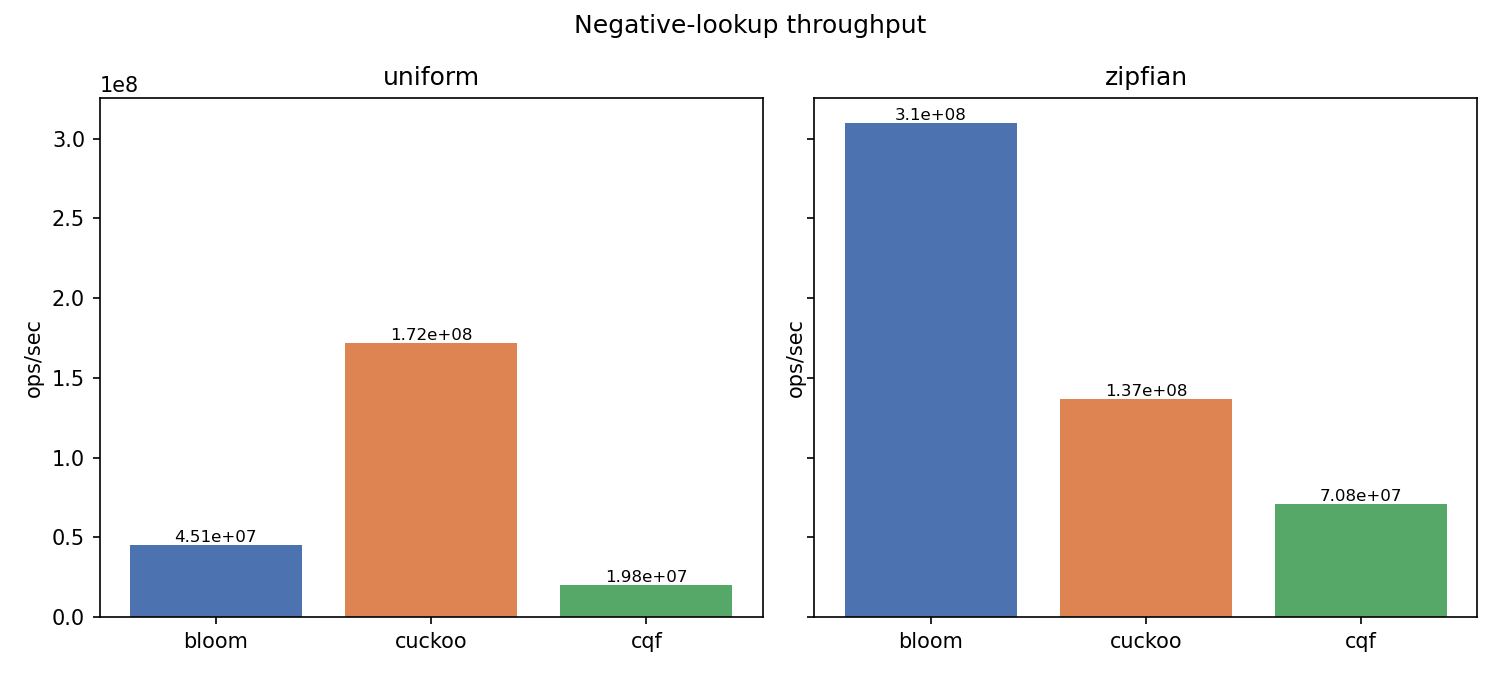 Negative-lookup throughput
uniform
1e8
ops/sec
3.0
2.5
2.0
1.5
1.0
0.5
0.0
4.51e+07
1.72e+08
1.98e+07
bloom
cuckoo
cqf
zipfian
ops/sec
3.1e+08
1.37e+08
7.08e+07
bloom
cuckoo
cqf